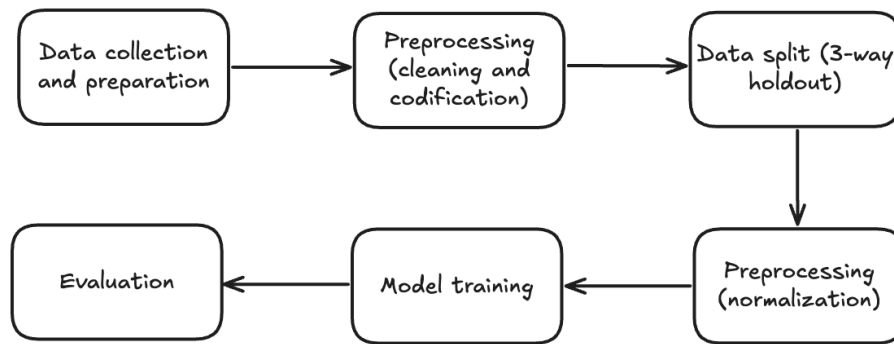 Data collection
and preparation
Preprocessing
(cleaning and
codification)
Data split (3-way
holdout)
Preprocessing
(normalization)
Model training
Evaluation